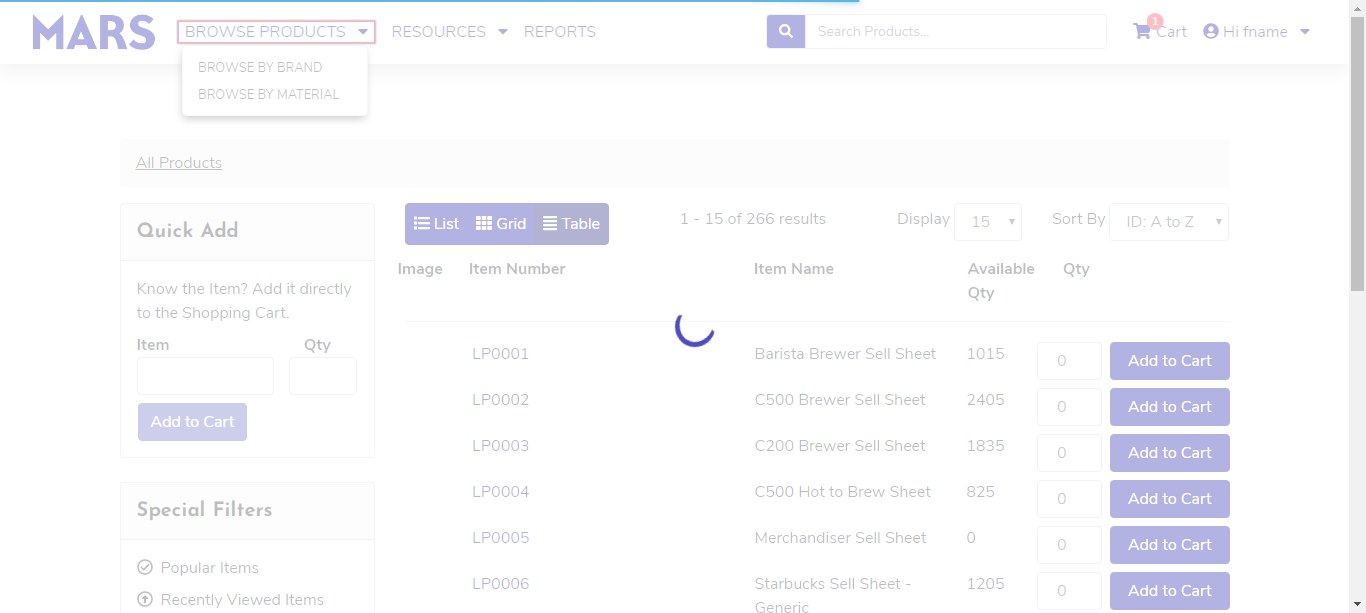 MARS
BROWSE PRODUCTS
RESOURCES
REPORTS
Search Products...
1
Cart
Hi fname
BROWSE BY BRAND
BROWSE BY MATERIAL
All Products
Quick Add
Know the Item? Add it directly
to the Shopping Cart.
Item Qty
Add to Cart
Special Filters
Popular Items
Recently Viewed Items
List Grid Table
1 - 15 of 266 results
Display 15
Sort By ID: A to Z
Image Item Number Item Name Available Qty
Qty
LP0001 Barista Brewer Sell Sheet 1015 0 Add to Cart
LP0002 C500 Brewer Sell Sheet 2405 0 Add to Cart
LP0003 C200 Brewer Sell Sheet 1835 0 Add to Cart
LP0004 C500 Hot to Brew Sheet 825 0 Add to Cart
LP0005 Merchandiser Sell Sheet 0 0 Add to Cart
LP0006 Starbucks Sell Sheet - 1205 0 Add to Cart
Generic